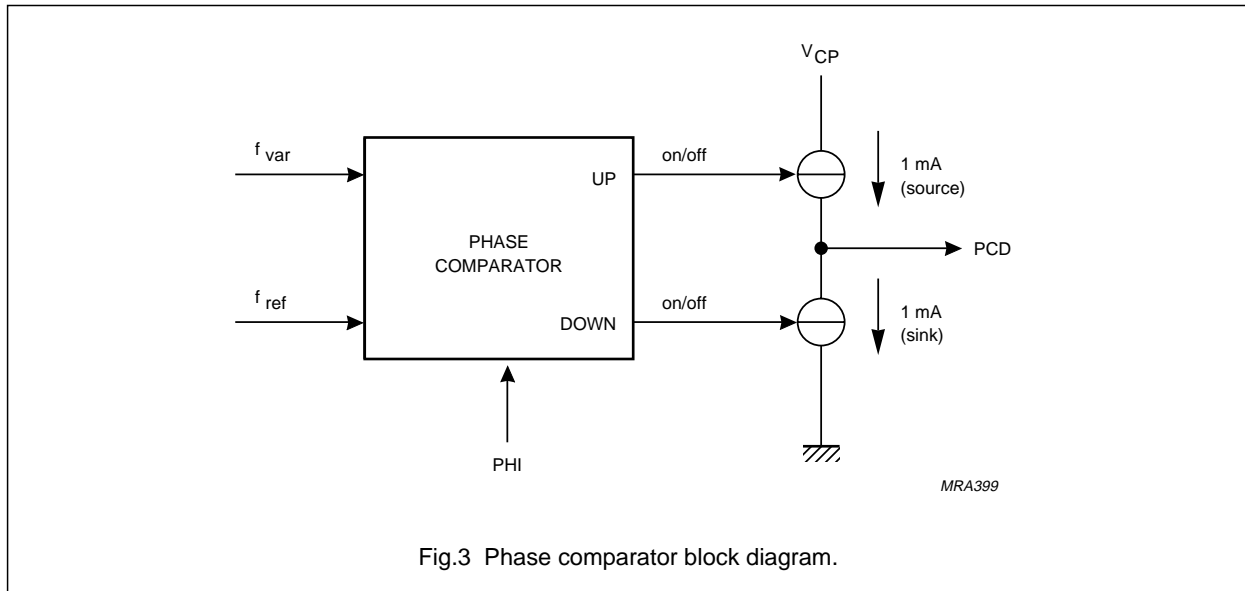 V CP
f var
on/off
1 mA
(source)
UP
PHASE
COMPARATOR
PCD
f ref
on/off
1 mA
(sink)
DOWN
PHI
MRA399
Fig.3 Phase comparator block diagram.